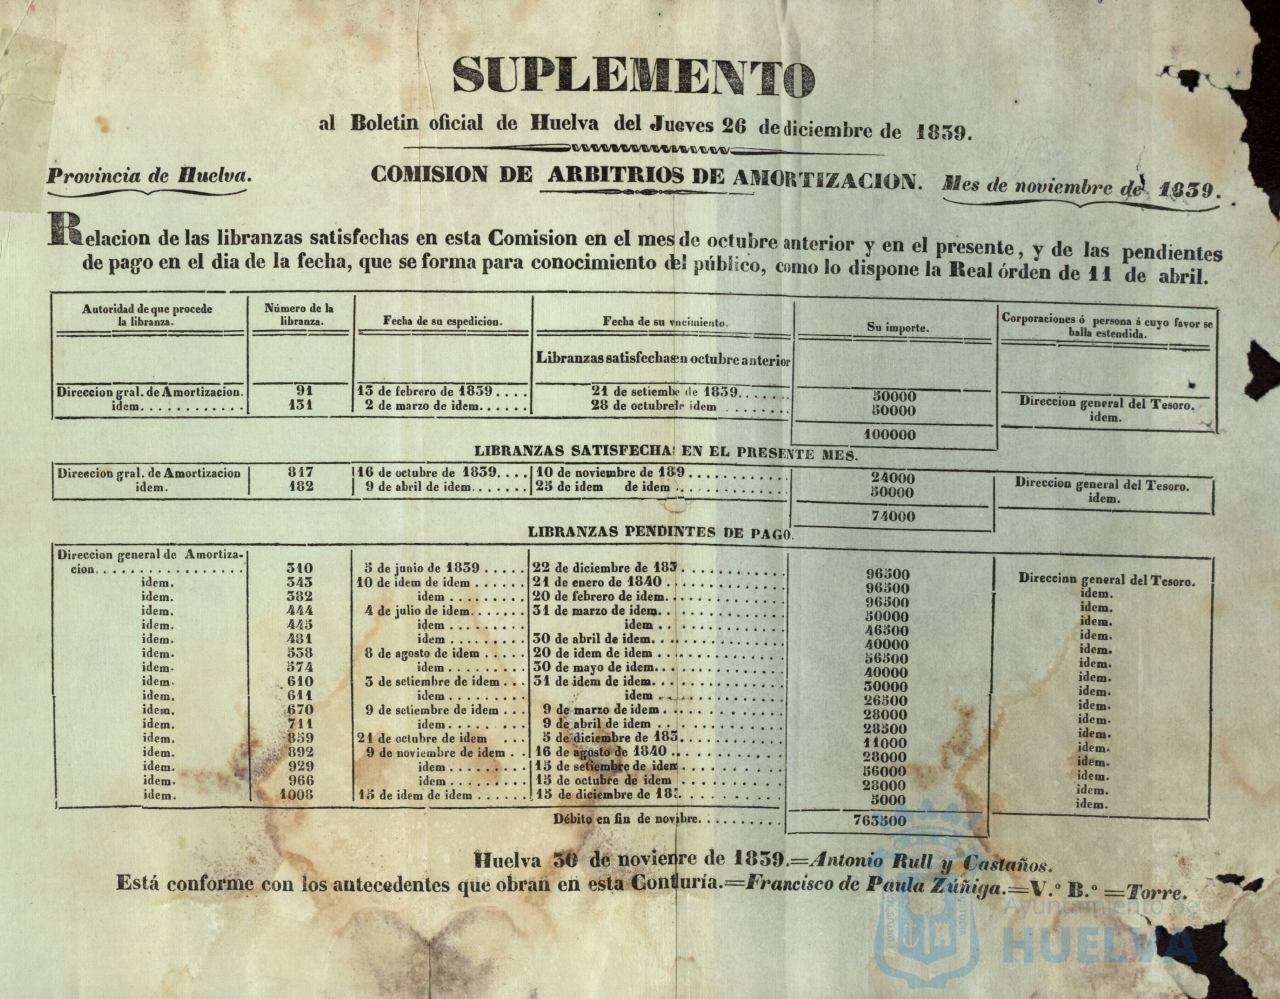 SUPLEMENTO
al Boletin oficial de Huelva del Jueves 26 de diciembre de 1839.
Provincia de Huelva. COMISION DE ARBITRIOS DE AMORTIZACION. Mes de noviembre de 1839.
Relacion de las libranzas satisfechas en esta Comision en el mes de octubre anterior y en el presente, y de las pendientes
de pago en el dia de la fecha, que se forma para conocimiento del público, como lo dispone la Real órden de 11 de abril.
Autoridad de que procede la libranza. Número de la libranza. Fecha de su espedicion. Fecha de su vncimiento. Su importe. Corporaciones ó persona á cuyo favor se halla estendida.
Libranzas satisfechas en octubre anterior
Direccion gral. de Amortizacion. 91 13 de febrero de 1839.... 21 de setiembe de 1839...... 50000 Direccion general del Tesoro.
idem............ 131 2 de marzo de idem...... 28 de octubre de idem ....... 50000 idem.
100000
LIBRANZAS SATISFECHAS EN EL PRESENTE MES.
Direccion gral. de Amortizacion 817 16 de octubre de 1839.... 10 de noviembre de 189 ........... 24000 Direccion general del Tesoro.
idem. 182 9 de abril de idem....... 25 de idem de idem ........... 50000 idem.
74000
LIBRANZAS PENDINTES DE PAGO.
Direccion general de Amortiza-
cion................ 310 5 de junio de 1839 ..... 22 de diciembre de 183. .......... 96500 Direccinn general del Tesoro.
idem. 343 10 de idem de idem ...... 21 de enero de 1840 ............ 96500 idem.
idem. 382 idem ........ 20 de febrero de idem............. 96500 idem.
idem. 444 4 de julio de idem....... 31 de marzo de idem............. 50000 idem.
idem. 445 idem ........ idem ............ 46500 idem.
idem. 481 idem ........ 30 de abril de idem............. 40000 idem.
idem. 538 8 de agosto de idem ..... 20 de idem de idem ............ 56500 idem.
idem. 574 idem ........ 30 de mayo de idem............. 40000 idem.
idem. 610 3 de setiembre de idem ... 31 de idem de idem............. 30000 idem.
idem. 611 idem ........ idem ............ 26500 idem.
idem. 670 9 de setiembre de idem ... 9 de marzo de idem ............ 28000 idem.
idem. 711 idem........ 9 de abril de idem ............ 28500 idem.
idem. 859 21 de octubre de idem ... 5 de diciembre de 183........... 11000 idem.
idem. 892 9 de noviembre de idem .. 16 de agosto de 1840 ........... 28000 idem.
idem. 929 idem ........ 15 de setiembre de idem ........... 56000 idem.
idem. 966 idem ........ 15 de octubre de idem ........... 28000 idem.
idem. 1008 15 de idem de idem ...... 15 de diciembre de 18 ........... 5000 idem.
Débito en fin de novibre. ........ 763500
Huelva 30 de novienre de 1839.=Antonio Rull y Castaños.
Está conforme con los antecedentes que obran en esta Conturía.=Francisco de Paula Zúñiga.=V.º B.º=Torre.
Ayuntamiento de
HUELVA